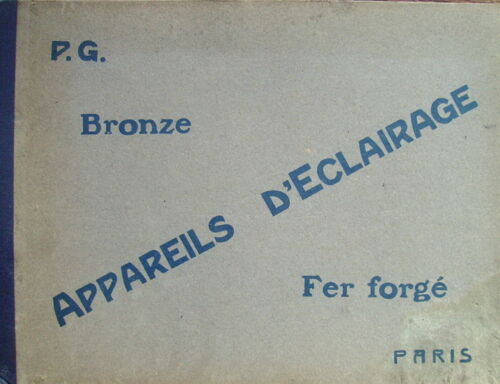 P.G.
Bronze
APPAREILS D'ECLAIRAGE
Fer forgé
PARIS